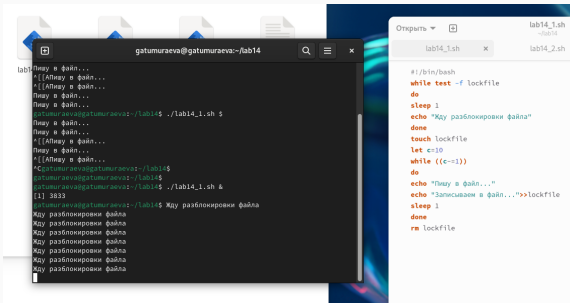 gatumuraeva@gatumuraeva:~/lab14
Пишу в файл...
^[[AПишу в файл...
^[[AПишу в файл...
Пишу в файл...
Пишу в файл...
gatumuraeva@gatumuraeva:~/lab14$ ./lab14_1.sh $
Пишу в файл...
Пишу в файл...
Пишу в файл...
^[[AПишу в файл...
^Cgatumuraeva@gatumuraeva:~/lab14$
gatumuraeva@gatumuraeva:~/lab14$
gatumuraeva@gatumuraeva:~/lab14$ ./lab14_1.sh &
[1] 3833
gatumuraeva@gatumuraeva:~/lab14$ Жду разблокировки файла
Жду разблокировки файла
Жду разблокировки файла
Жду разблокировки файла
Жду разблокировки файла
Жду разблокировки файла
Жду разблокировки файла
Жду разблокировки файла
Открыть
lab14_1.sh
~/lab14
lab14_1.sh
lab14_2.sh
#!/bin/bash
while test -f lockfile
do
sleep 1
echo "Жду разблокировки файла"
done
touch lockfile
let c=10
while ((c-=1))
do
echo "Пишу в файл..."
echo "Записываем в файл...">>lockfile
sleep 1
done
rm lockfile